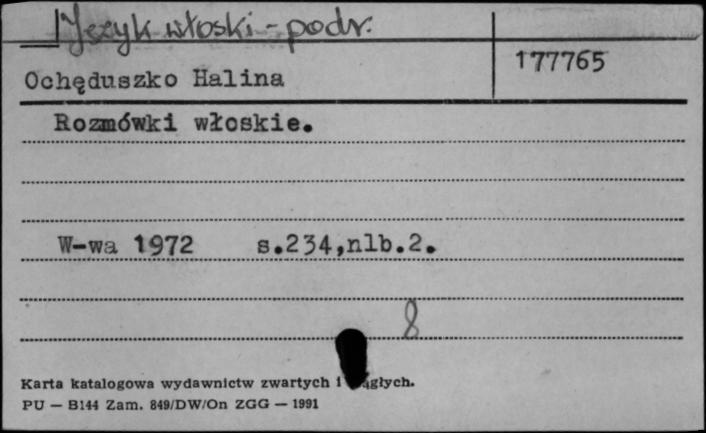 Język włoski - podr.
177765
Ochęduszko Halina
Rozmówki włoskie.
W-wa 1972 s.234,nlb.2.
8
Karta katalogowa wydawnictw zwartych i
PU — B144 Zam. 849/DW/On ZGG — 1991